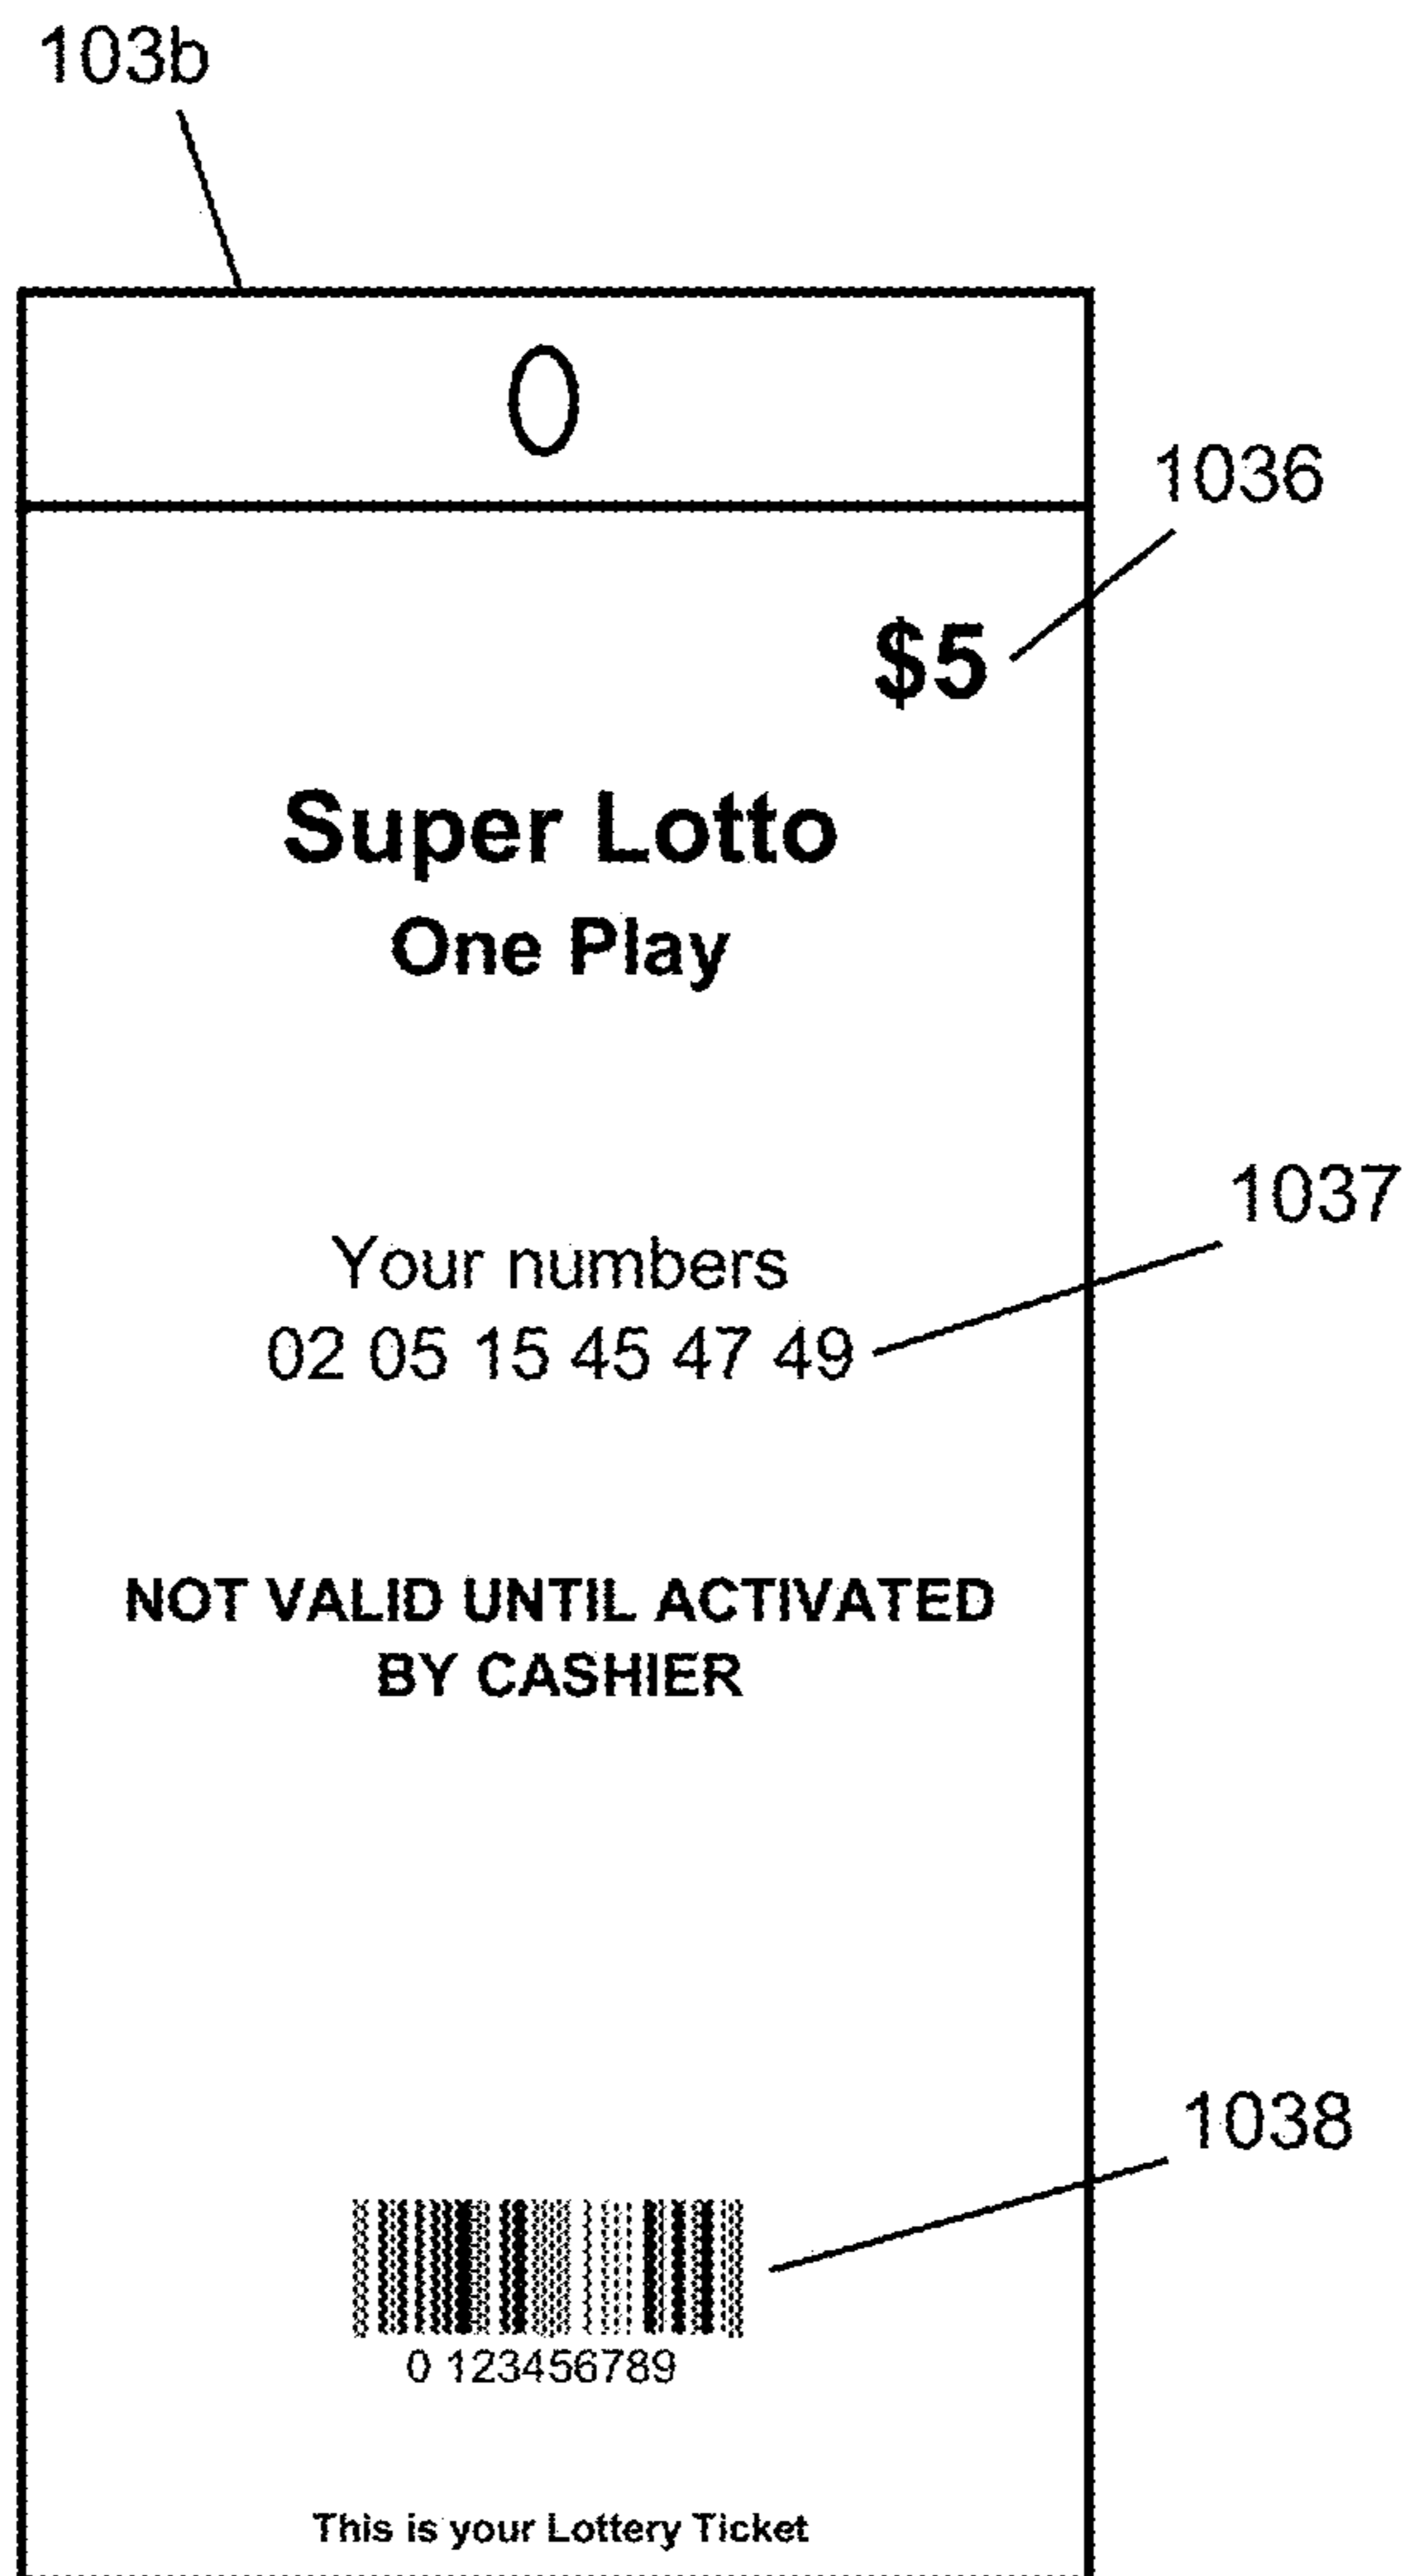 103b
1036
$5
Super Lotto
One Play
1037
Your numbers
02 05 15 45 47 49
NOT VALID UNTIL ACTIVATED
BY CASHIER
1038
0 123456789
This is your Lottery Ticket